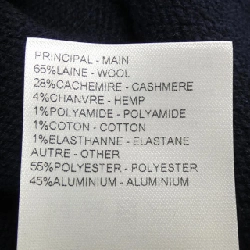 PRINCIPAL - MAIN
65%LAINE - WOOL
28%CACHEMIRE - CASHMERE
4%CHANVRE - HEMP
1%POLYAMIDE - POLYAMIDE
1%COTON - COTTON
1%ELASTHANNE - ELASTANE
AUTRE - OTHER
55%POLYESTER - POLYESTER
45%ALUMINIUM - ALUMINIUM